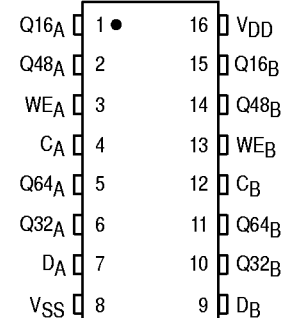 Q16A 1 16 VDD
Q48A 2 15 Q16B
WEA 3 14 Q48B
CA 4 13 WEB
Q64A 5 12 CB
Q32A 6 11 Q64B
DA 7 10 Q32B
VSS 8 9 DB